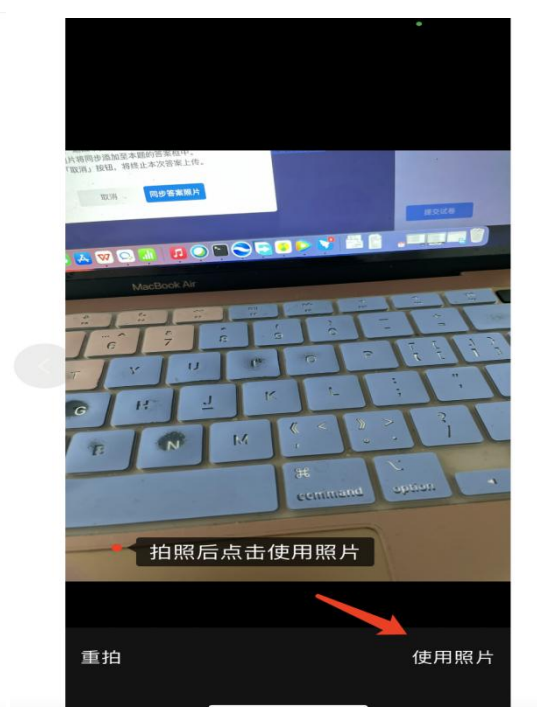 片将同步添加至本题的答案框中。
「取消」按钮，将终止本次答案上传。
取消
同步答案照片
提交试卷
MacBook Air
6
7
T
Y
U
P
G
H
J
K
L
B
N
M
⌘
command
option
拍照后点击使用照片
重拍
使用照片